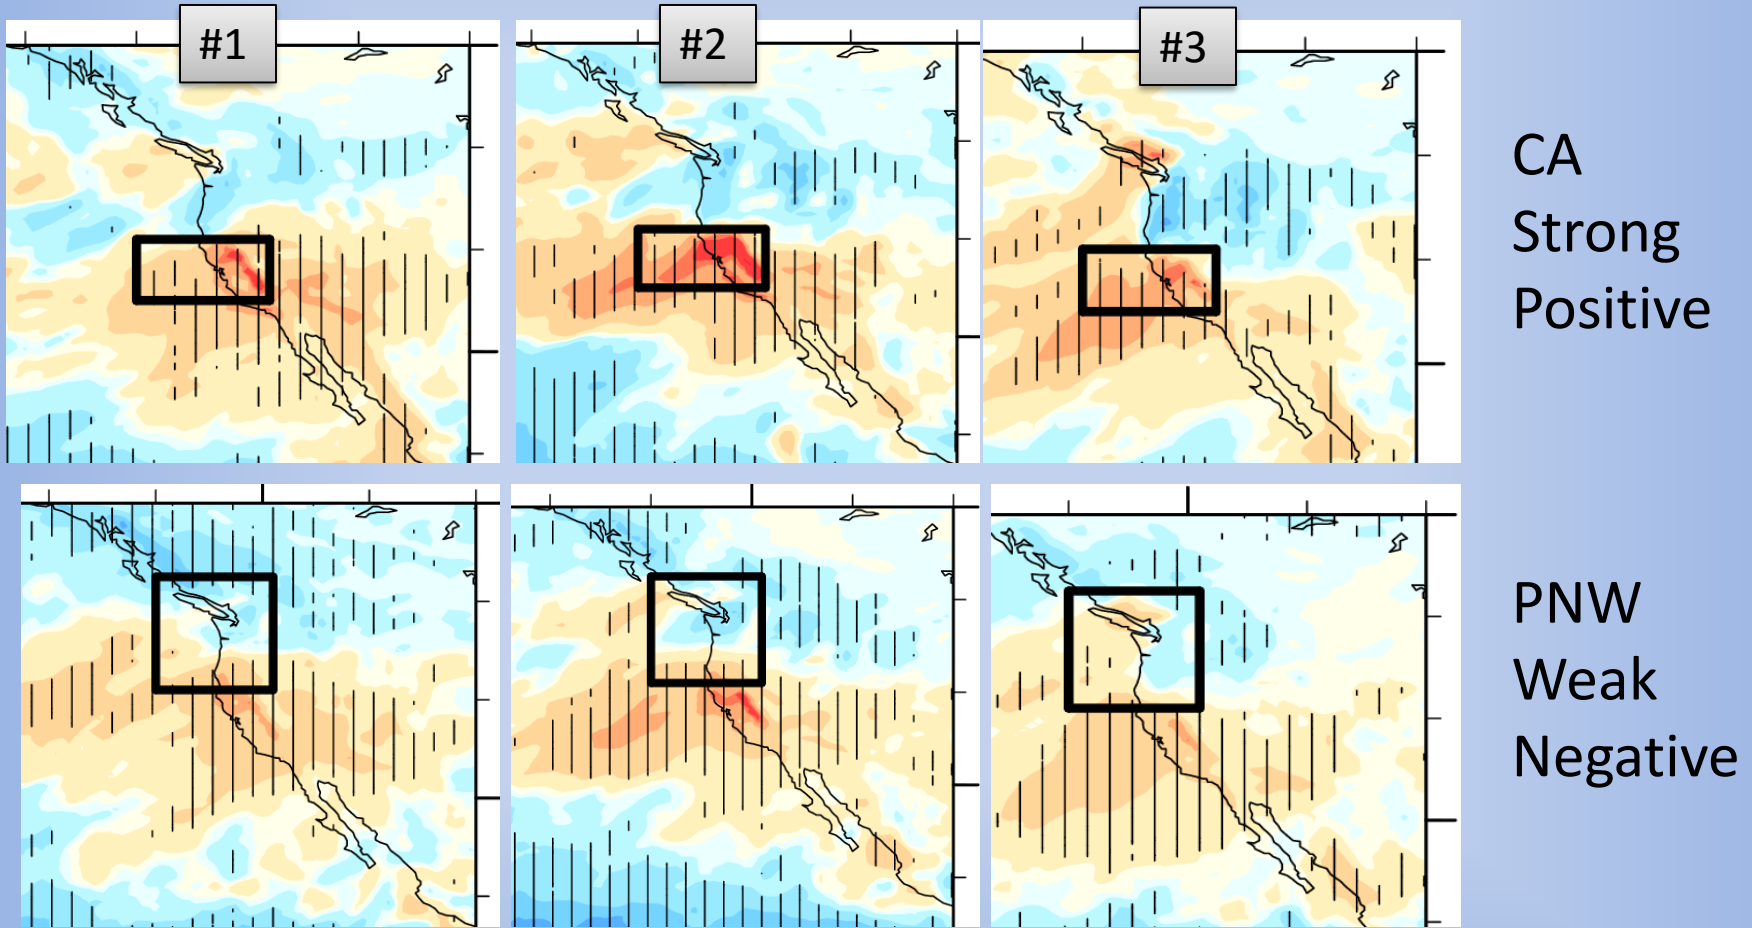 #1
#2
#3
CA
Strong
Positive
PNW
Weak
Negative